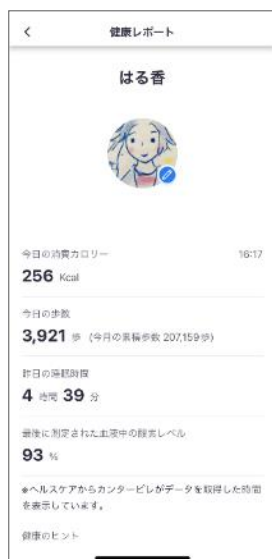 健康レポート
はる香
今日の消費カロリー 16:17
256 Kcal
今日の歩数
3,921 歩 (今月の累積歩数 207,159歩)
昨日の睡眠時間
4 時間 39 分
最後に測定された血液中の酸素レベル
93 %
※ヘルスケアからカンタービレがデータを取得した時間
を表示しています。
健康のヒント